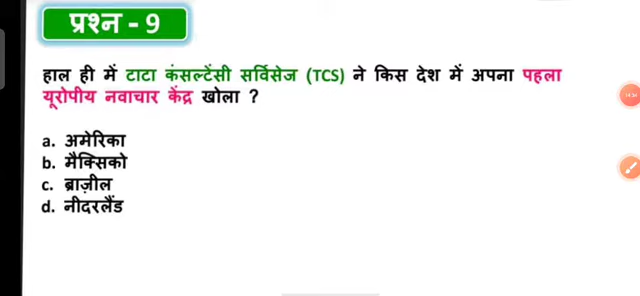 प्रश्न - 9
हाल ही में टाटा कंसल्टेंसी सर्विसेज (TCS) ने किस देश में अपना पहला
यूरोपीय नवाचार केंद्र खोला ?
a. अमेरिका
b. मैक्सिको
c. ब्राज़ील
d. नीदरलैंड